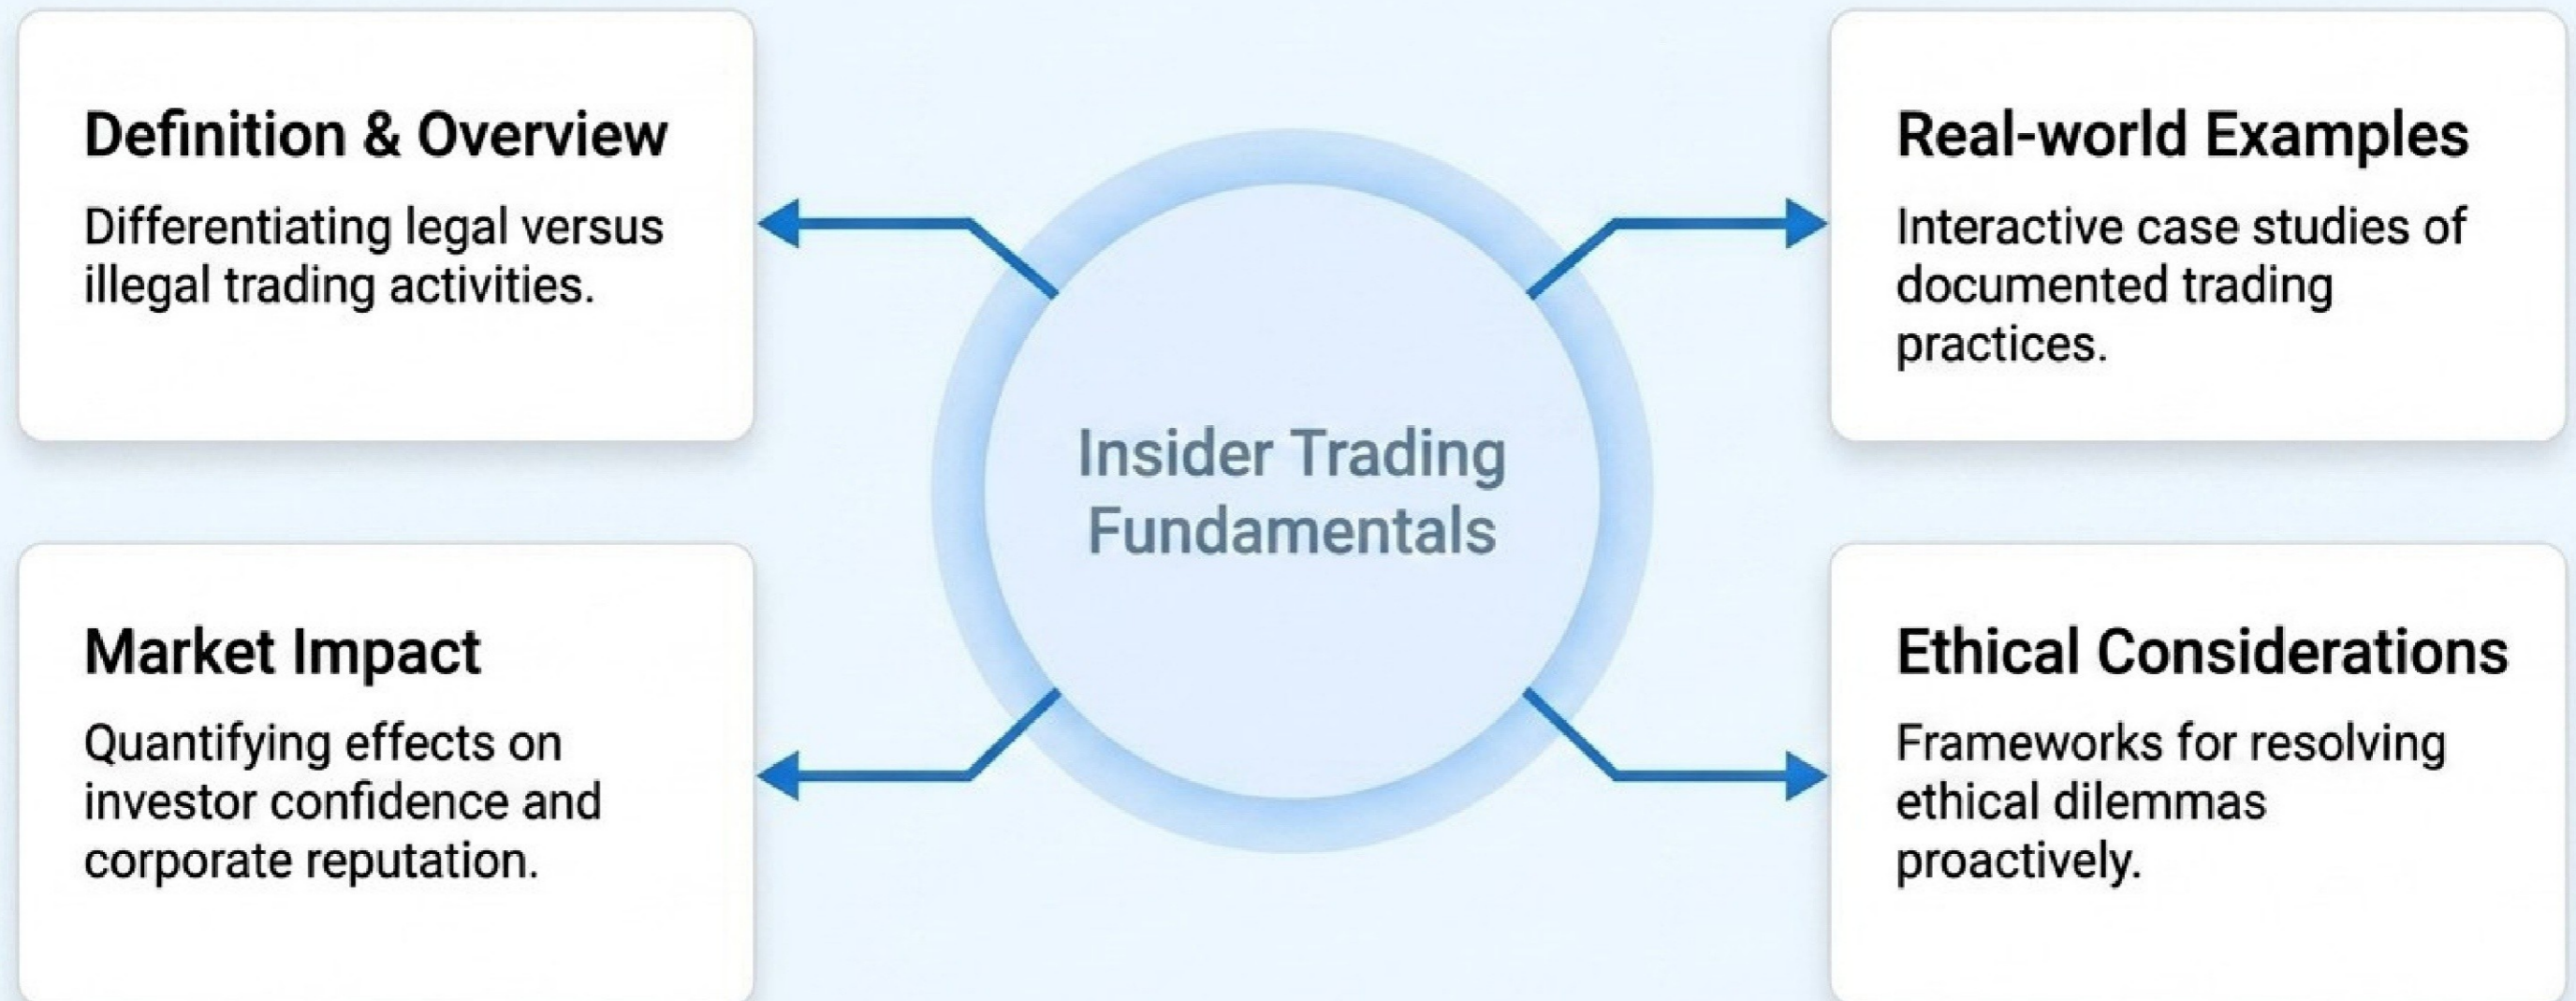 Definition & Overview
Differentiating legal versus
illegal trading activities.
Real-world Examples
Interactive case studies of
documented trading
practices.
Insider Trading
Fundamentals
Market Impact
Quantifying effects on
investor confidence and
corporate reputation.
Ethical Considerations
Frameworks for resolving
ethical dilemmas
proactively.